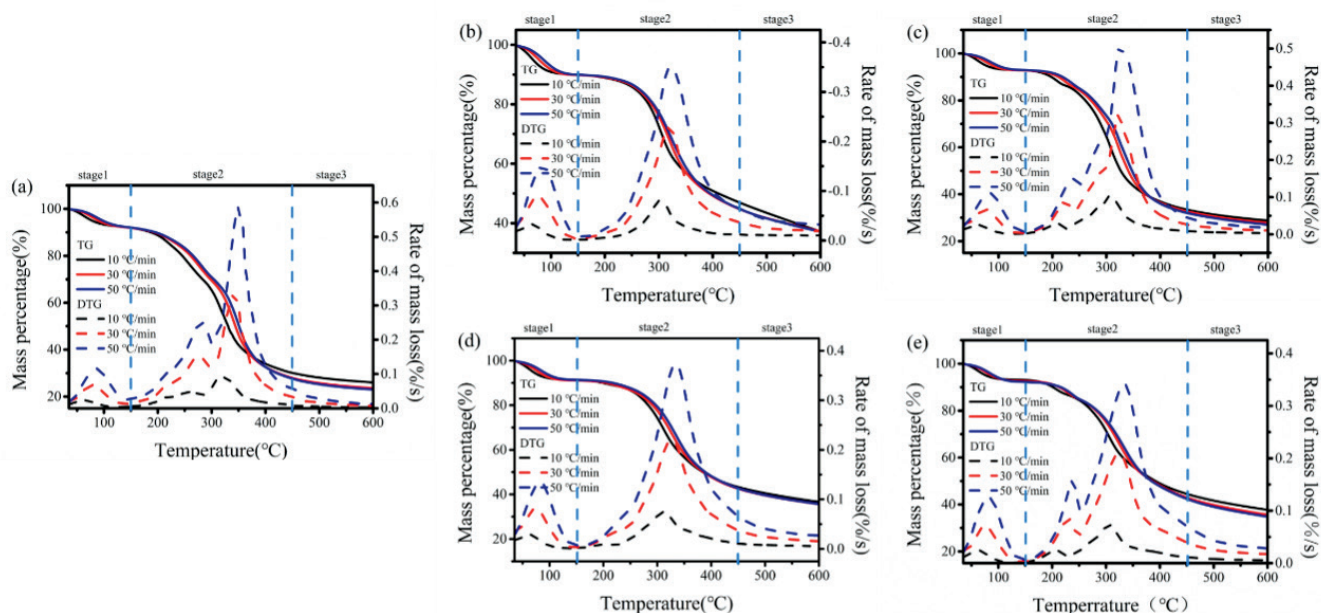 (a)
stage1 stage2 stage3
Mass percentage(%)
100
80
60
40
20
TG
10 °C/min
30 °C/min
50 °C/min
DTG
10 °C/min
30 °C/min
50 °C/min
0.6
0.5
0.4
0.3
0.2
0.1
0.0
Rate of mass loss(%/s)
100 200 300 400 500 600
Temperature(°C)
(b)
stage1 stage2 stage3
Mass percentage(%)
100
80
60
40
TG
10 °C/min
30 °C/min
50 °C/min
DTG
10 °C/min
30 °C/min
50 °C/min
-0.4
-0.3
-0.2
-0.1
-0.0
Rate of mass loss(%/s)
100 200 300 400 500 600
Temperature(°C)
(c)
stage1 stage2 stage3
Mass percentage(%)
100
80
60
40
20
TG
10 °C/min
30 °C/min
50 °C/min
DTG
10 °C/min
30 °C/min
50 °C/min
0.5
0.4
0.3
0.2
0.1
0.0
Rate of mass loss(%/s)
100 200 300 400 500 600
Temperature(°C)
(d)
stage1 stage2 stage3
Mass percentage(%)
100
80
60
40
20
TG
10 °C/min
30 °C/min
50 °C/min
DTG
10 °C/min
30 °C/min
50 °C/min
0.4
0.3
0.2
0.1
0.0
Rate of mass loss(%/s)
100 200 300 400 500 600
Temperature(°C)
(e)
stage1 stage2 stage3
Mass percentage(%)
100
80
60
40
20
TG
10 °C/min
30 °C/min
50 °C/min
DTG
10 °C/min
30 °C/min
50 °C/min
0.4
0.3
0.2
0.1
0.0
Rate of mass loss(%/s)
100 200 300 400 500 600
Temperrature (°C)